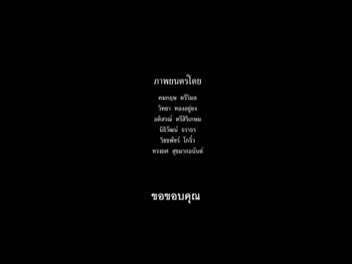 ภาพยนตร์โดย
คมกฤษ ตรีวิมล
วิทยา ทองอยู่ยง
อดิสรณ์ ตรีสิริเกษม
นิธิวัฒน์ ธราธร
วิชชพัชร์ โกจิ๋ว
ทรงยศ สุขมากอนันต์
ขอขอบคุณ